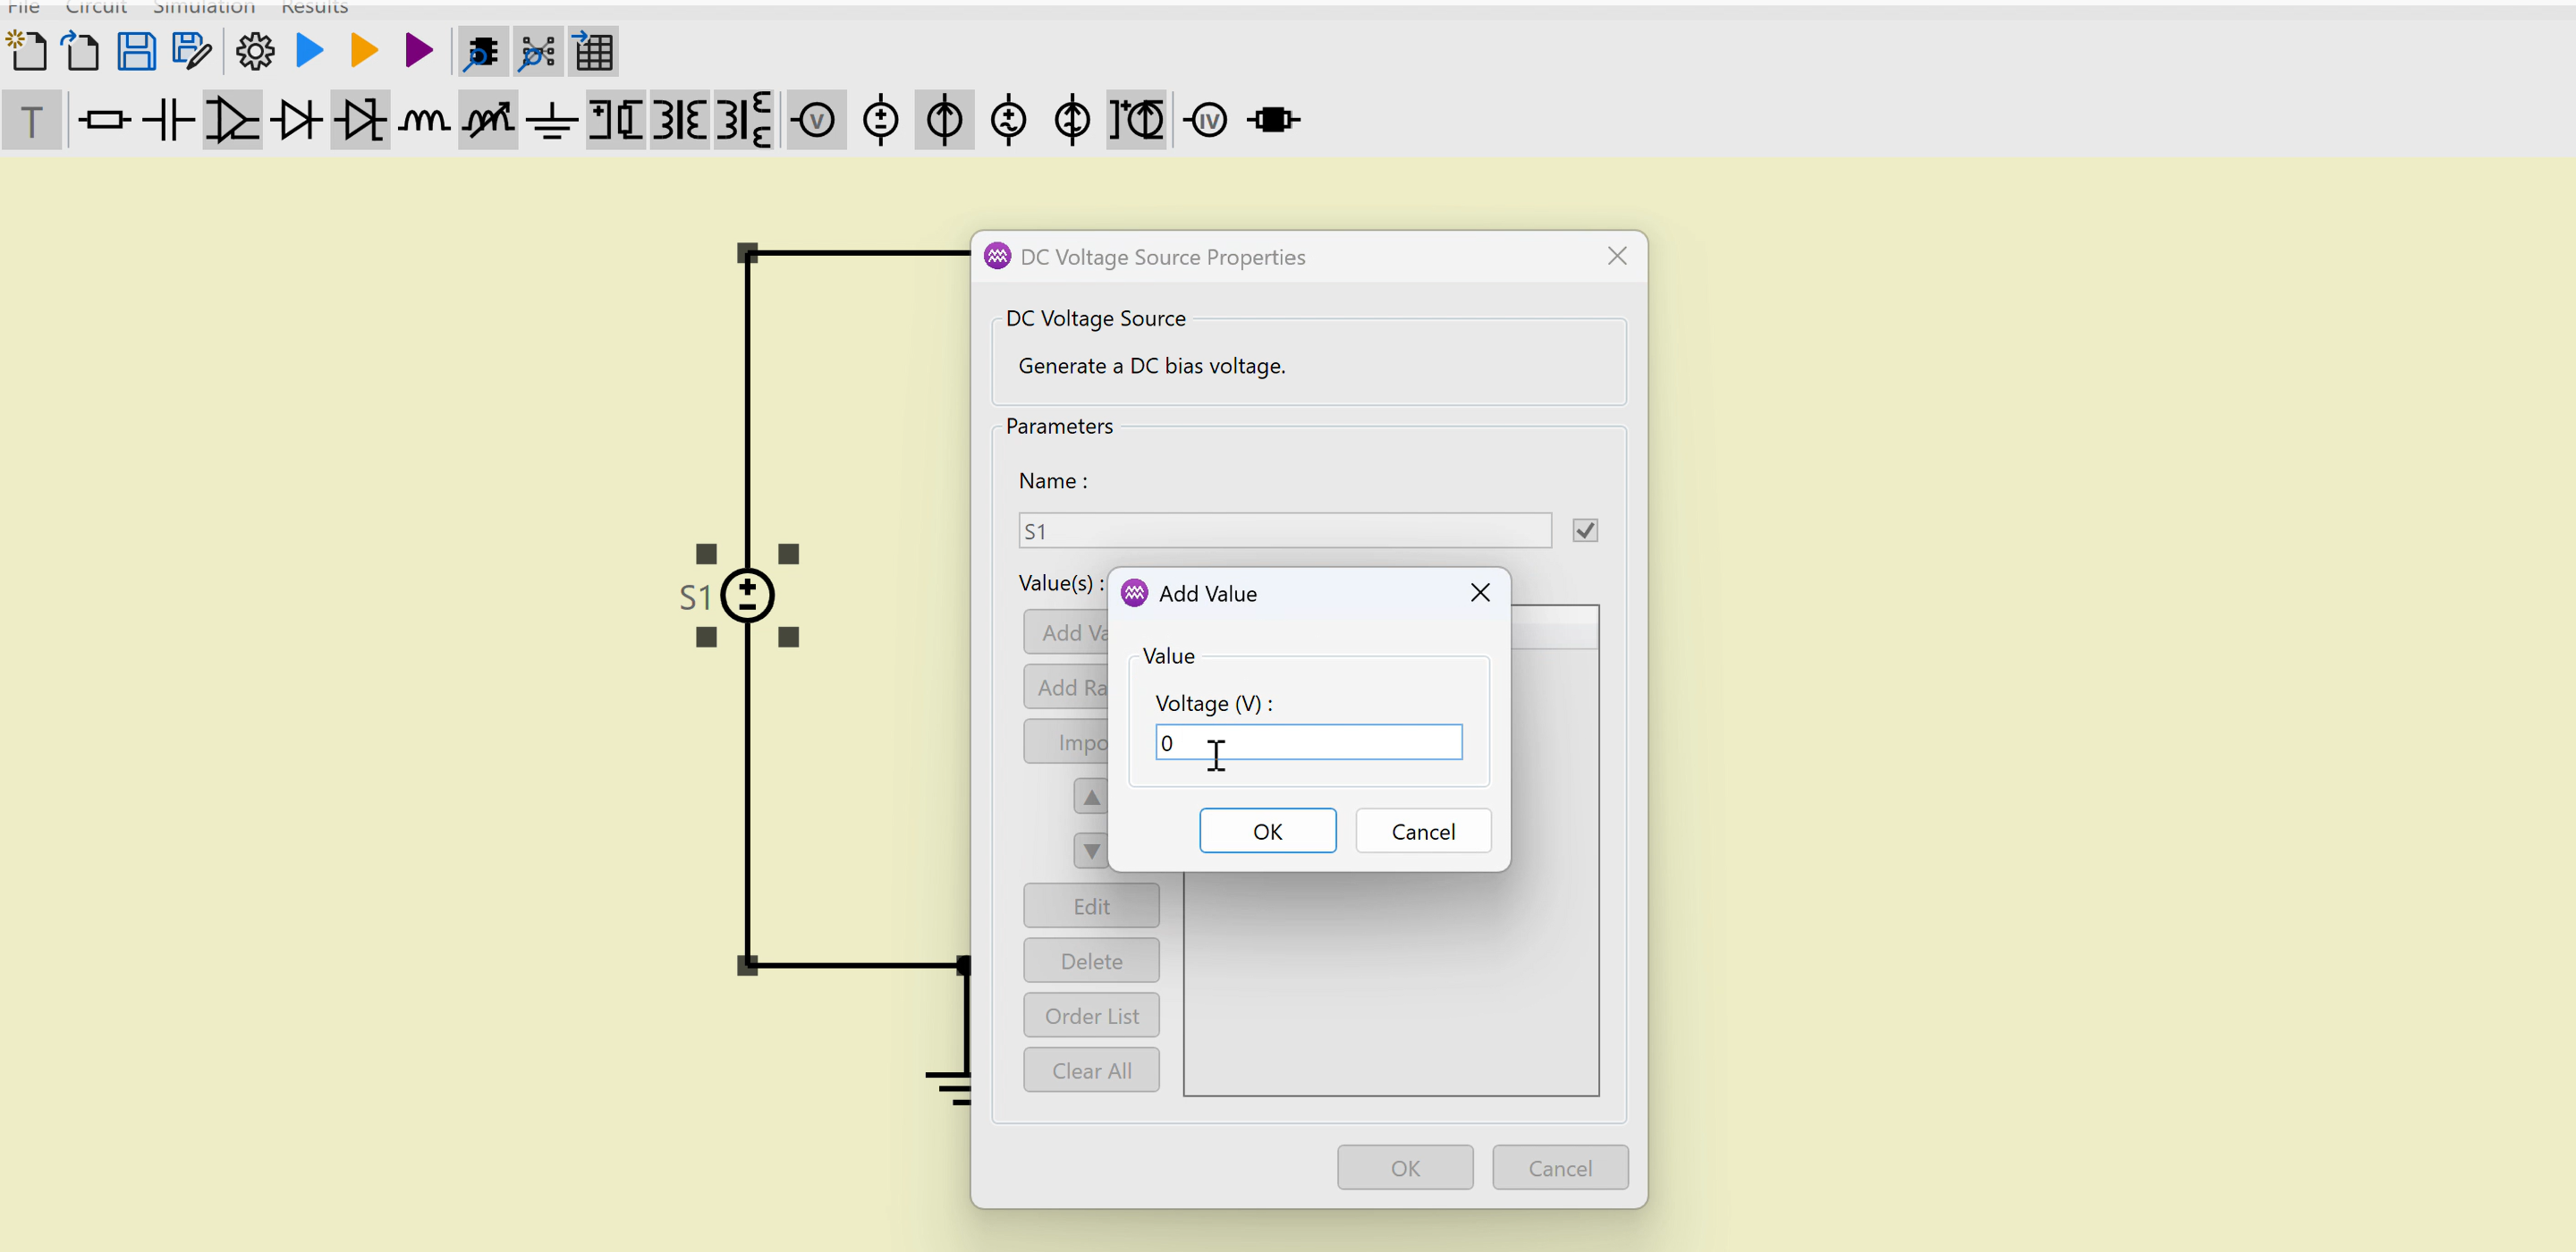 File Circuit Simulation Results
T V IV
DC Voltage Source Properties
DC Voltage Source
Generate a DC bias voltage.
Parameters
Name :
S1
S1
Value(s) :
Add Value
Add Va
Value
Add Ra
Voltage (V) :
Impo
0
OK Cancel
Edit
Delete
Order List
Clear All
OK Cancel